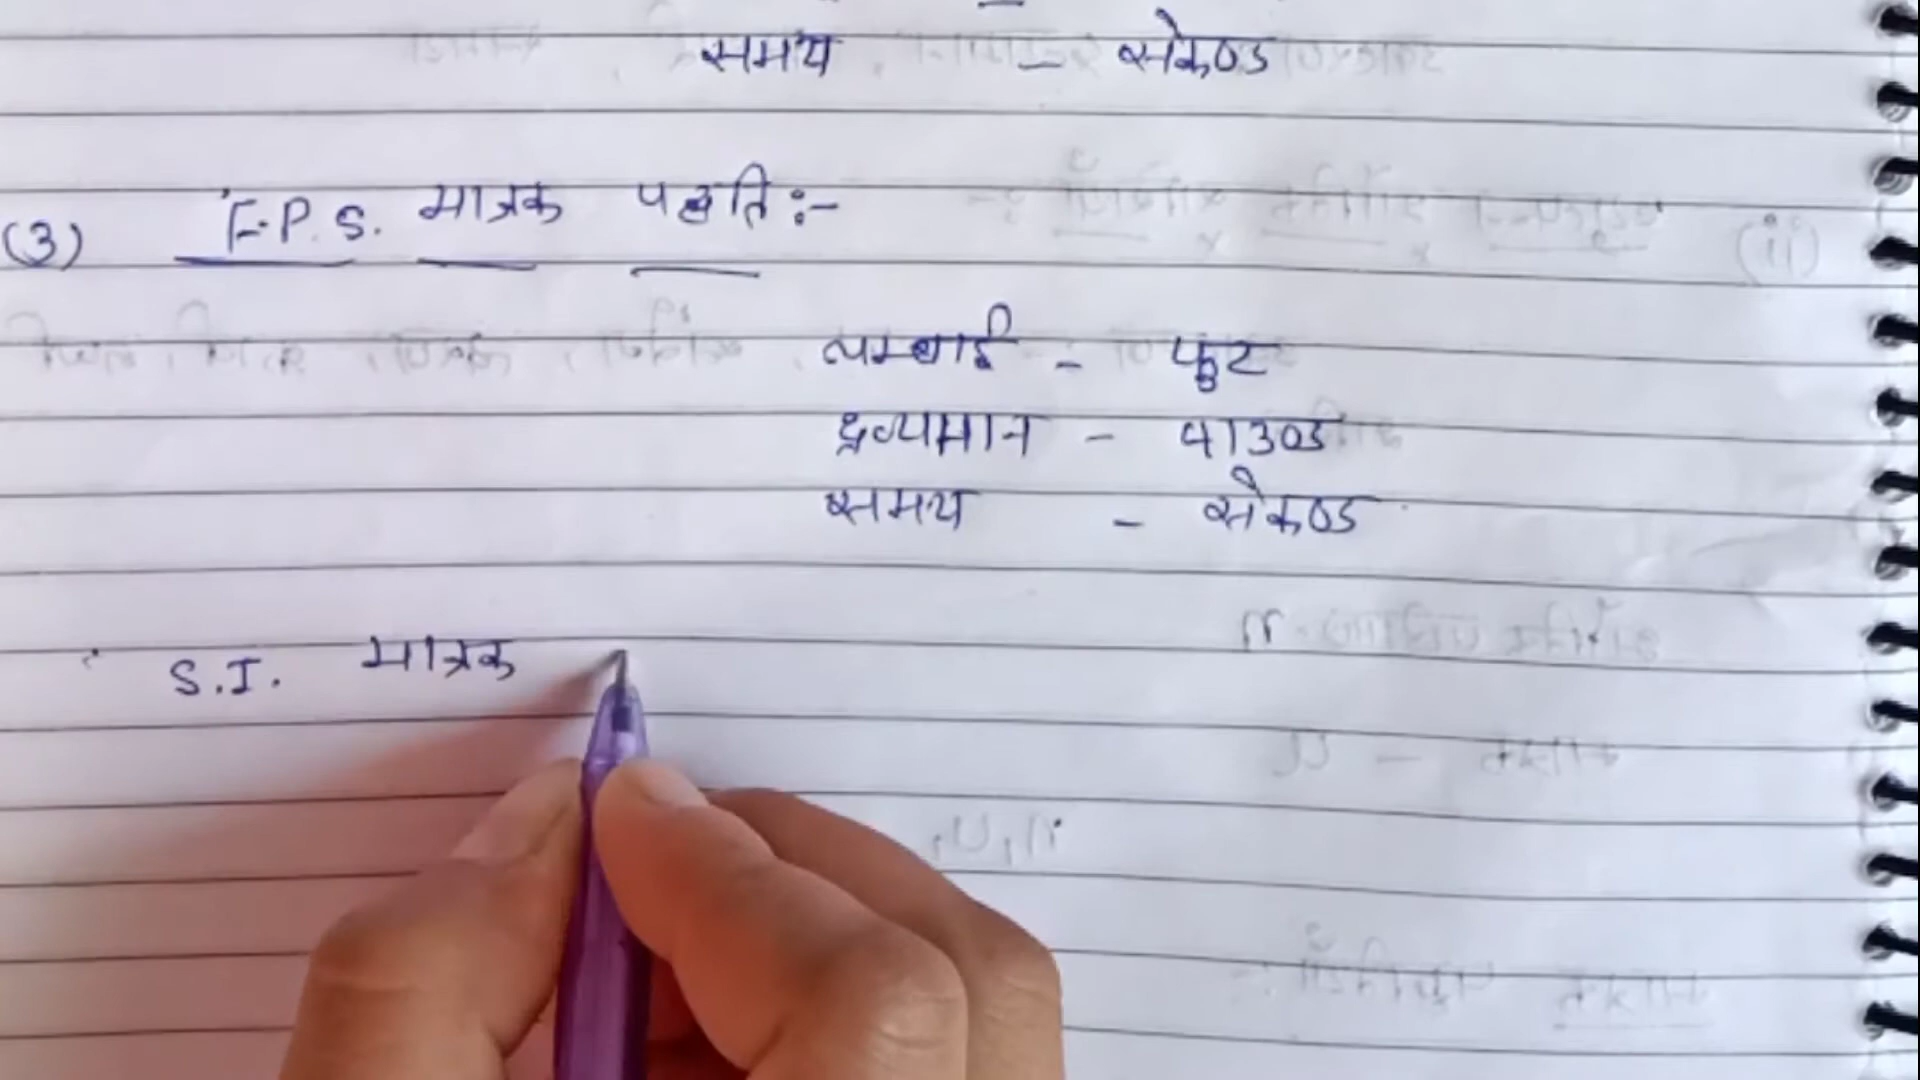 समय - सेकण्ड
(3) F.P.S. मात्रक पद्धति:-
लम्बाई - फुट
द्रव्यमान - पाउण्ड
समय - सेकण्ड
S.I. मात्रक